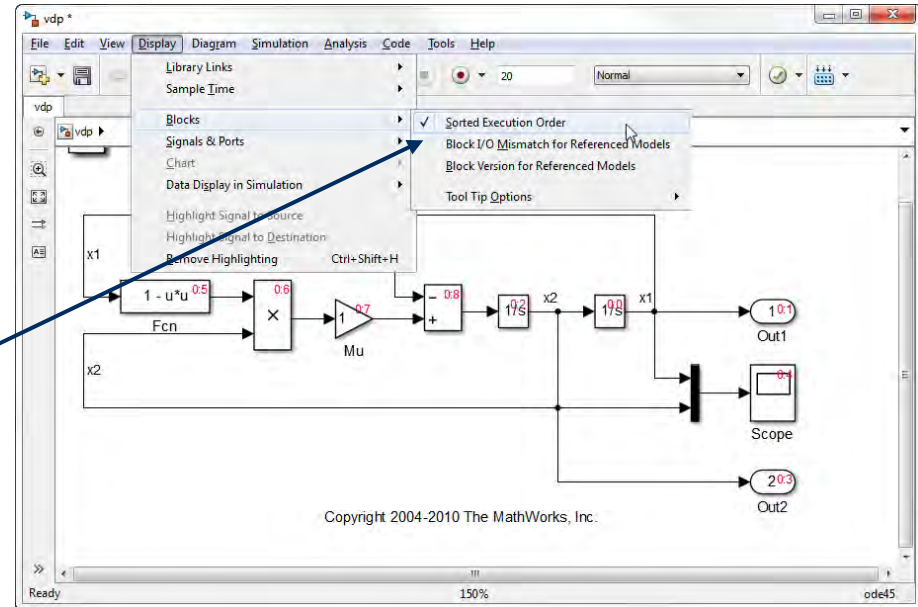 vdp *
File Edit View Display Diagram Simulation Analysis Code Tools Help
20 Normal
vdp
vdp
Library Links
Sample Time
Blocks
Signals & Ports
Chart
Data Display in Simulation
Highlight Signal to Source
Highlight Signal to Destination
Remove Highlighting Ctrl+Shift+H
✓ Sorted Execution Order
Block I/O Mismatch for Referenced Models
Block Version for Referenced Models
Tool Tip Options
x1
1 - u*u 0:5
Fcn
0:6
×
1 0:7
Mu
− 0:8
+
1/s 0:2
x2
1/s 0:0
x1
1 0:1
Out1
x2
0:4
Scope
2 0:3
Out2
Copyright 2004-2010 The MathWorks, Inc.
Ready 150% ode45